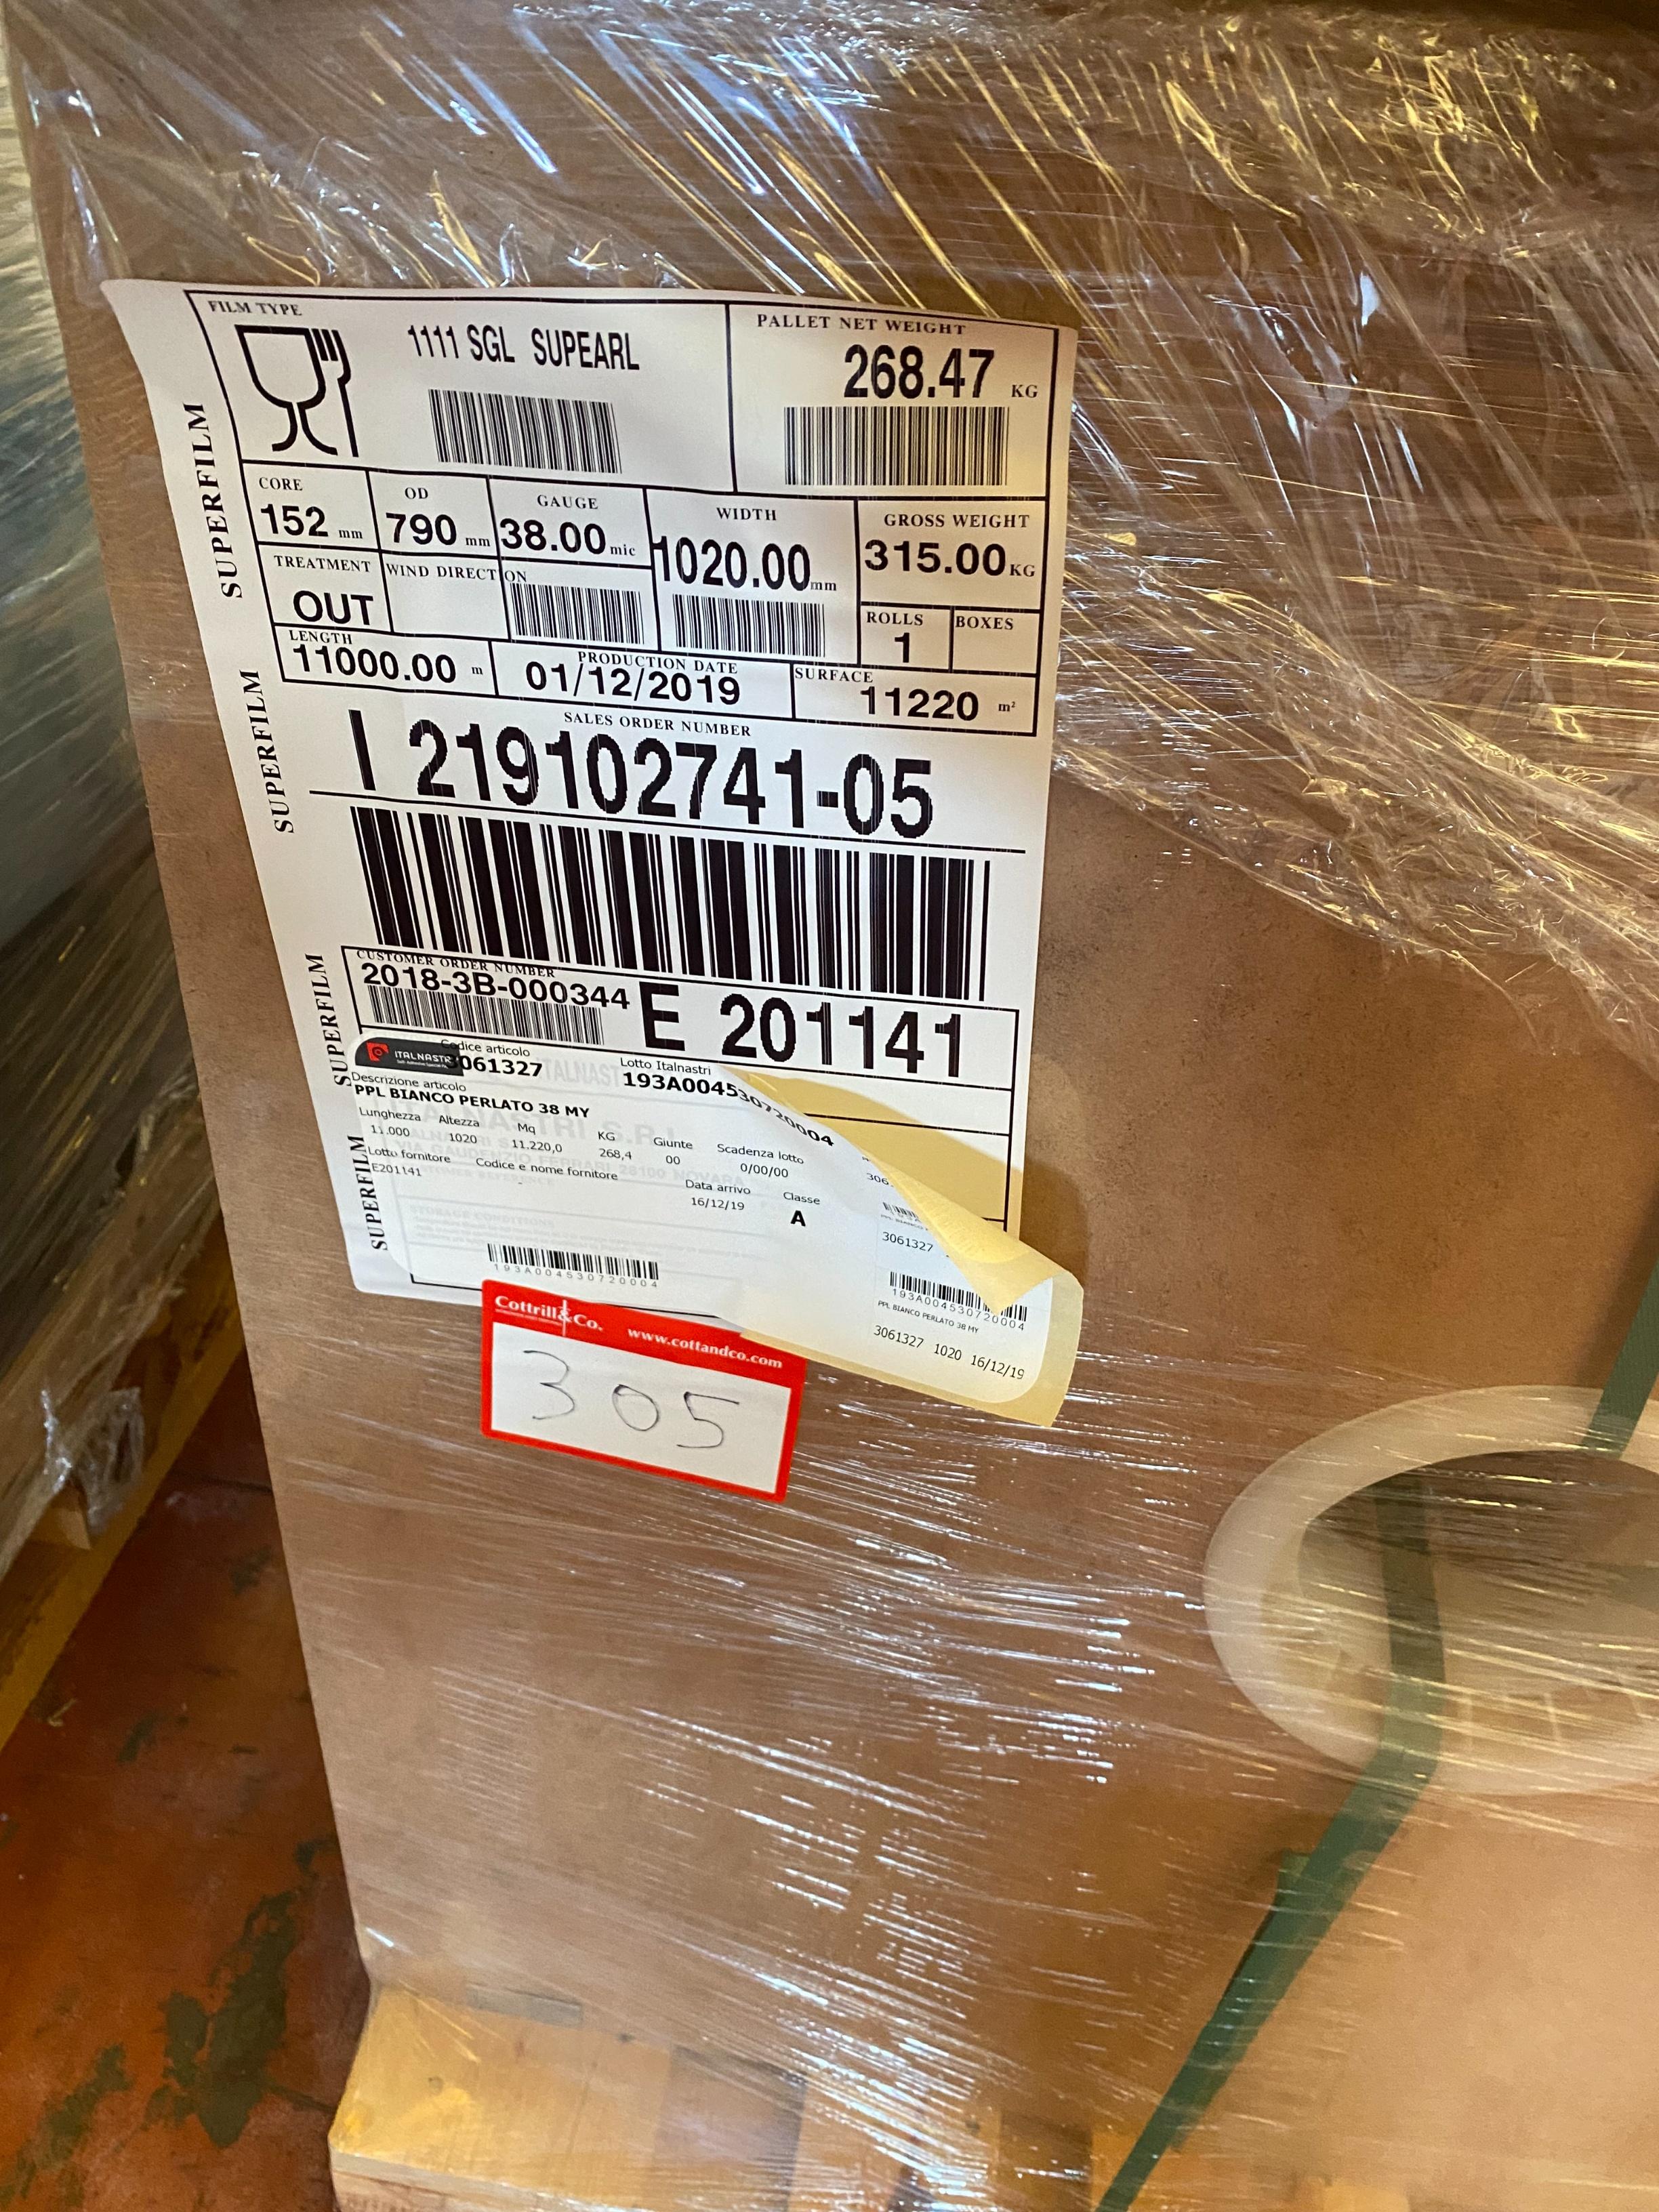 FILM TYPE
1111 SGL SUPEARL
PALLET NET WEIGHT
268.47 KG
CORE
152 mm
OD
790 mm
GAUGE
38.00 mic
WIDTH
1020.00 mm
GROSS WEIGHT
315.00 KG
TREATMENT
OUT
WIND DIRECTION
ROLLS
1
BOXES
LENGTH
11000.00 m
PRODUCTION DATE
01/12/2019
SURFACE
11220 m²
SALES ORDER NUMBER
I 219102741-05
CUSTOMER ORDER NUMBER
2018-3B-000344
E 201141
SUPERFILM
SUPERFILM
SUPERFILM
SUPERFILM
ITALNASTRI
Codice articolo
3061327
Lotto Italnastri
193A004530720004
Descrizione articolo
PPL BIANCO PERLATO 38 MY
Lunghezza Altezza Mq KG Giunte Scadenza lotto
11.000 1020 11.220,0 268,4 00 0/00/00
Lotto fornitore Codice e nome fornitore Data arrivo Classe
E201141 16/12/19 A
193A004530720004
306
3061327
193A004530720004
PPL BIANCO PERLATO 38 MY
3061327 1020 16/12/19
Cottrill&Co.
www.cottandco.com
305